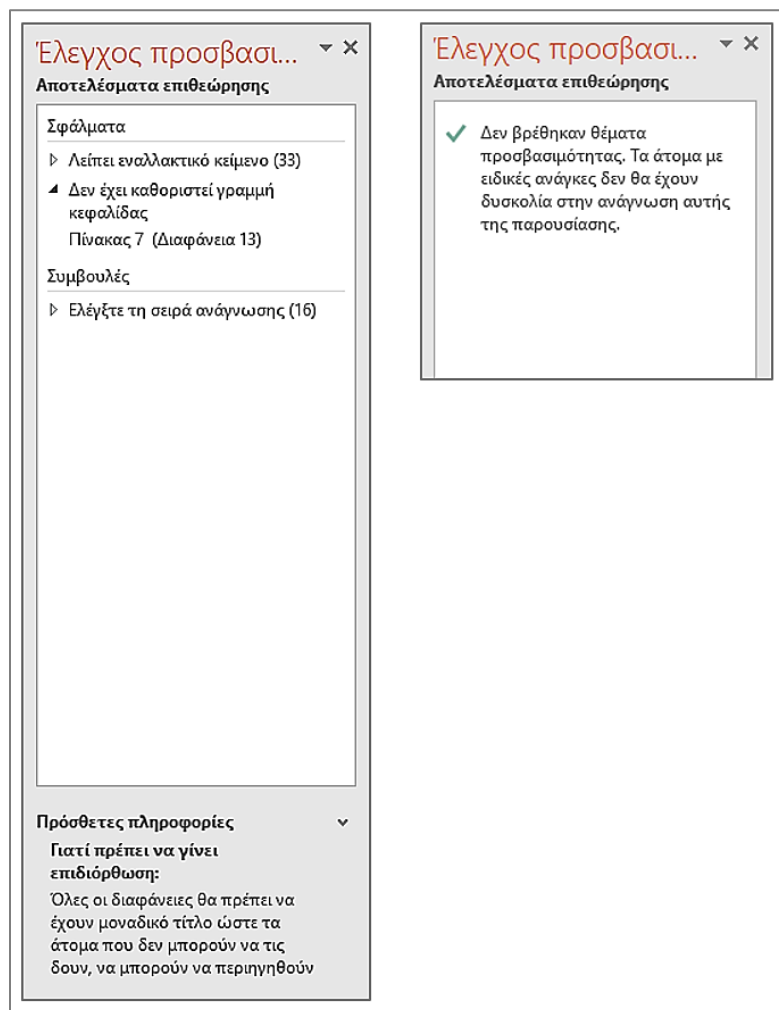 Έλεγχος προσβασι...
Αποτελέσματα επιθεώρησης
Σφάλματα
Λείπει εναλλακτικό κείμενο (33)
Δεν έχει καθοριστεί γραμμή
κεφαλίδας
Πίνακας 7 (Διαφάνεια 13)
Συμβουλές
Ελέγξτε τη σειρά ανάγνωσης (16)
Πρόσθετες πληροφορίες
Γιατί πρέπει να γίνει
επιδιόρθωση:
Όλες οι διαφάνειες θα πρέπει να
έχουν μοναδικό τίτλο ώστε τα
άτομα που δεν μπορούν να τις
δουν, να μπορούν να περιηγηθούν
Έλεγχος προσβασι...
Αποτελέσματα επιθεώρησης
Δεν βρέθηκαν θέματα
προσβασιμότητας. Τα άτομα με
ειδικές ανάγκες δεν θα έχουν
δυσκολία στην ανάγνωση αυτής
της παρουσίασης.